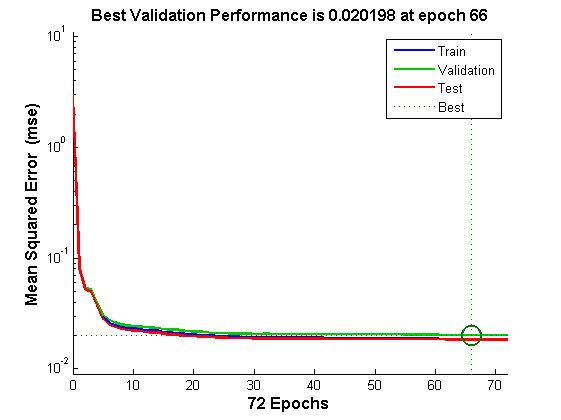 Best Validation Performance is 0.020198 at epoch 66
Mean Squared Error (mse)
10^1
10^0
10^-1
10^-2
Train
Validation
Test
Best
0 10 20 30 40 50 60 70
72 Epochs